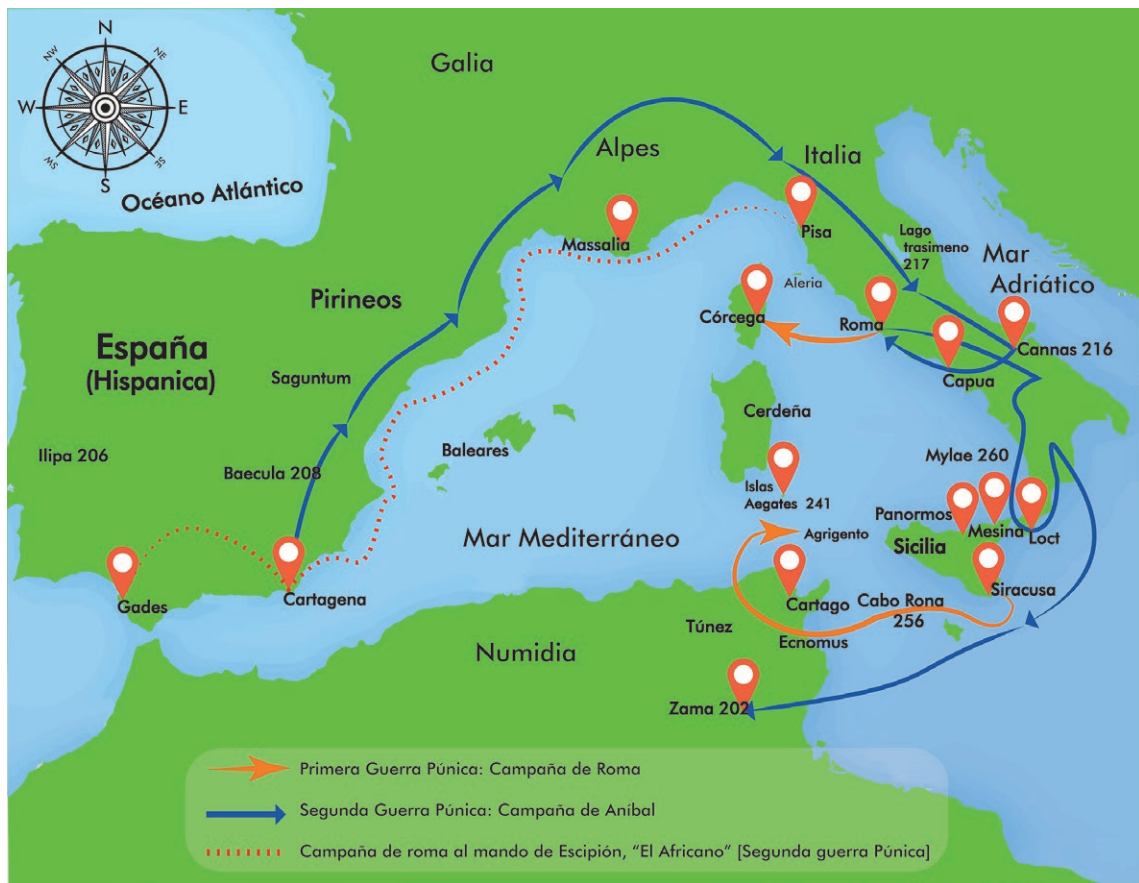 N
NW
NE
W
E
SW
SE
S
Océano Atlántico
Galia
Alpes
Italia
Massalia
Pisa
Lago
trasimeno
217
Mar
Adriático
Pirineos
Aleria
Córcega
Roma
Cannas 216
Capua
España
(Hispanica)
Saguntum
Cerdeña
Baleares
Ilipa 206
Baecula 208
Mylae 260
Islas
Aegates 241
Panormos
Mesina
Loct
Mar Mediterráneo
Agrigento
Sicilia
Gades
Cartagena
Cartago
Siracusa
Cabo Rona
256
Túnez
Ecnomus
Numidia
Zama 202
Primera Guerra Púnica: Campaña de Roma
Segunda Guerra Púnica: Campaña de Aníbal
Campaña de roma al mando de Escipión, “El Africano” [Segunda guerra Púnica]